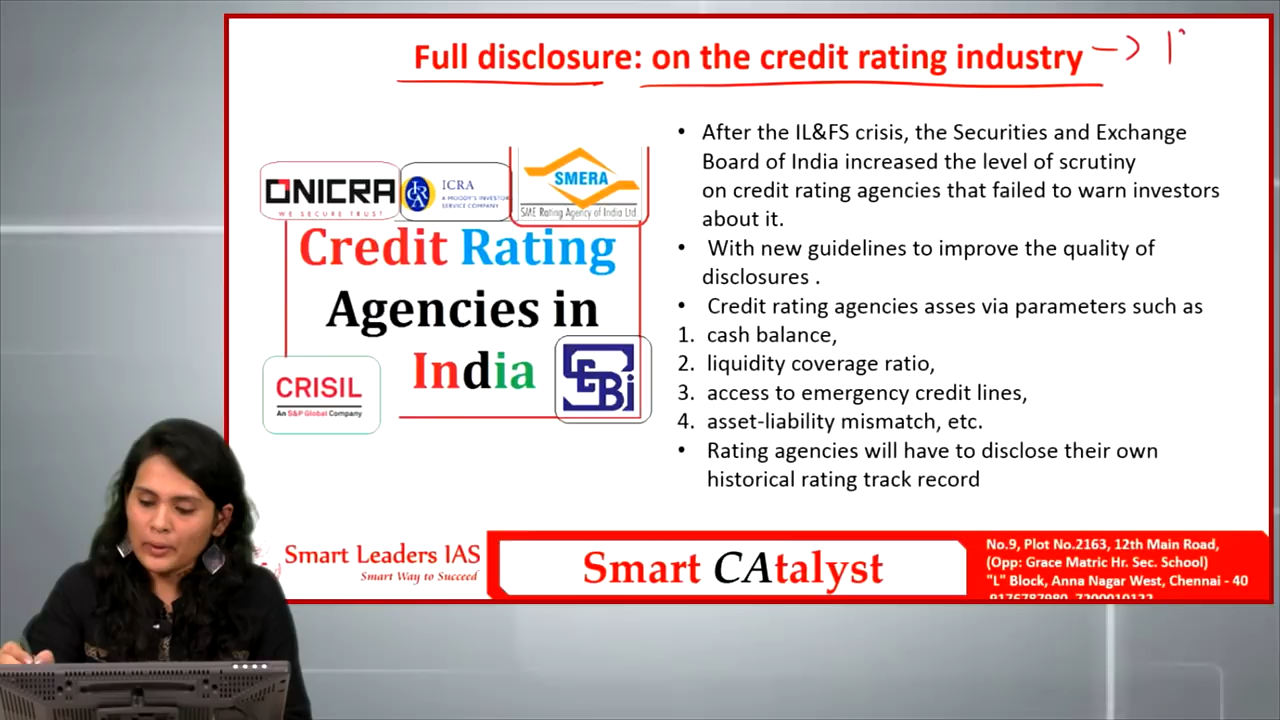 Full disclosure: on the credit rating industry
ONICRA
WE SECURE TRUST
ICRA
A MOODY'S INVESTOR
SERVICE COMPANY
SMERA
SME Rating Agency of India Ltd
Credit Rating
Agencies in
India
CRISIL
An S&P Global Company
SEBi
• After the IL&FS crisis, the Securities and Exchange
Board of India increased the level of scrutiny
on credit rating agencies that failed to warn investors
about it.
• With new guidelines to improve the quality of
disclosures .
• Credit rating agencies asses via parameters such as
1. cash balance,
2. liquidity coverage ratio,
3. access to emergency credit lines,
4. asset-liability mismatch, etc.
• Rating agencies will have to disclose their own
historical rating track record
Smart Leaders IAS
Smart Way to Succeed
Smart CAtalyst
No.9, Plot No.2163, 12th Main Road,
(Opp: Grace Matric Hr. Sec. School)
"L" Block, Anna Nagar West, Chennai - 40